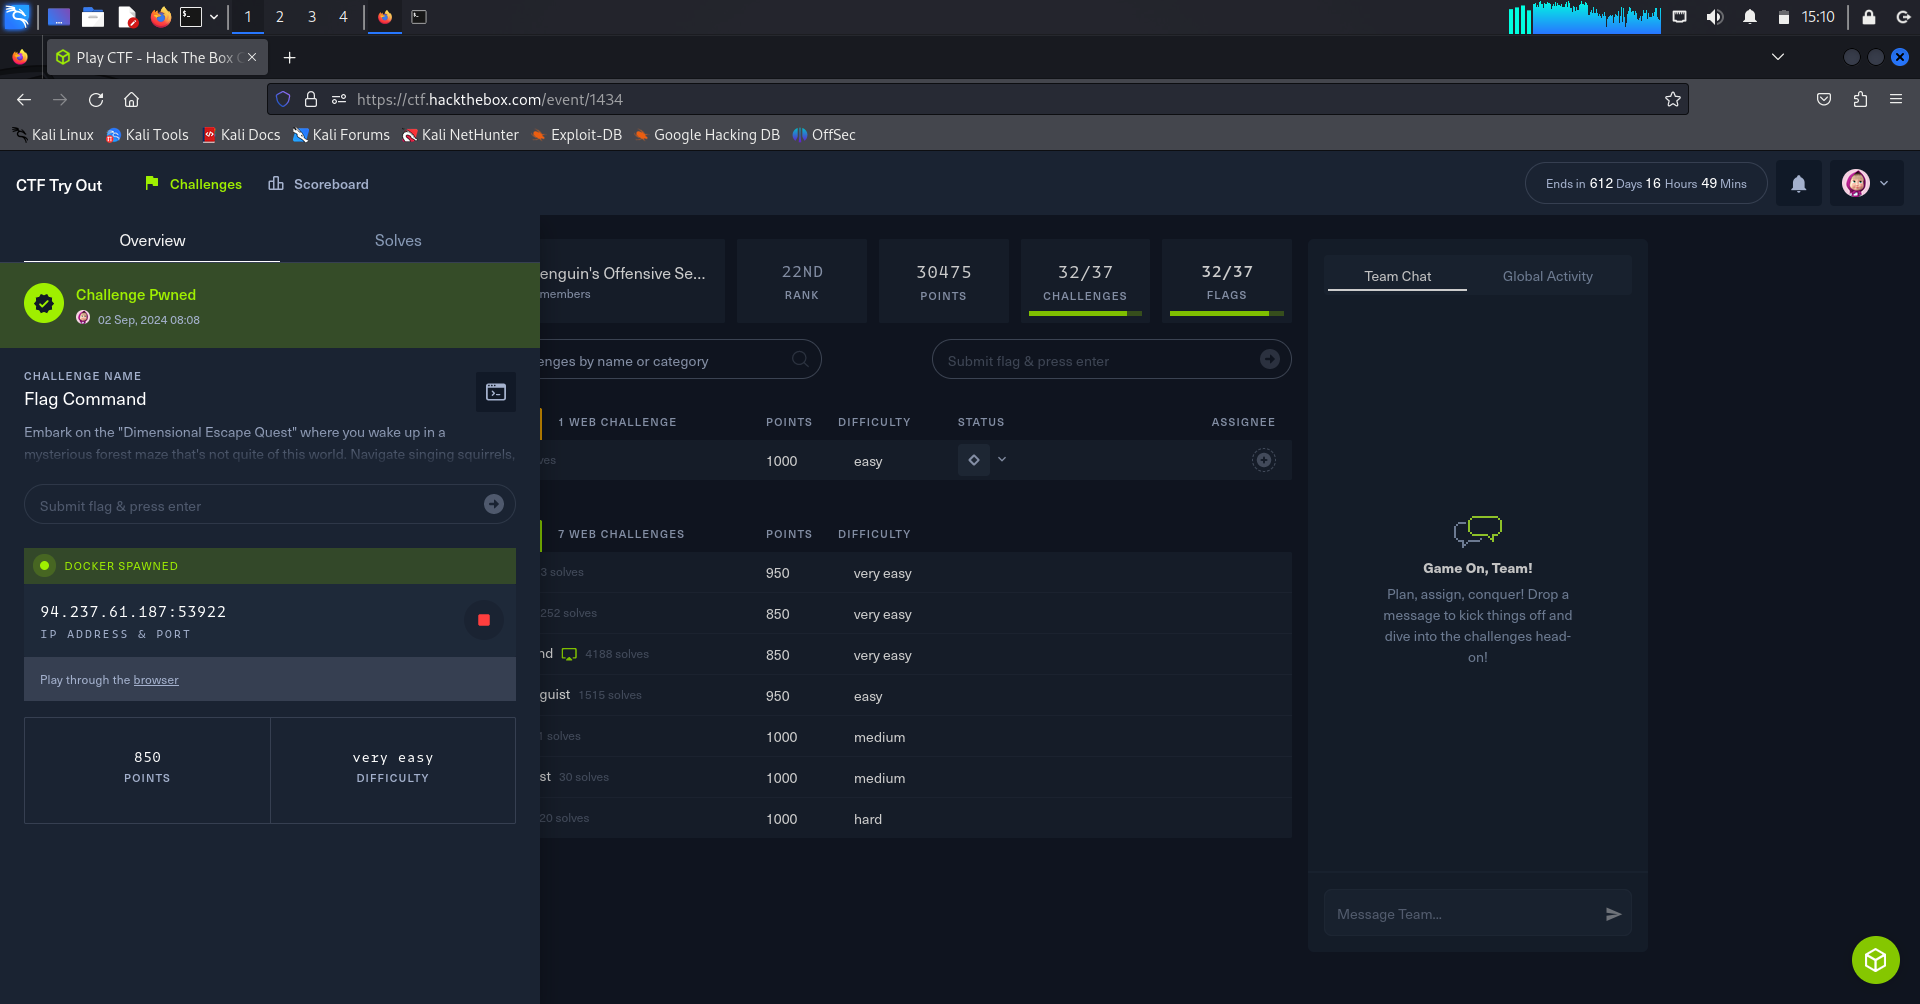 1 2 3 4
15:10
Play CTF - Hack The Box
https://ctf.hackthebox.com/event/1434
Kali Linux Kali Tools Kali Docs Kali Forums Kali NetHunter Exploit-DB Google Hacking DB OffSec
CTF Try Out
Challenges
Scoreboard
Ends in 612 Days 16 Hours 49 Mins
Overview
Solves
Challenge Pwned
02 Sep, 2024 08:08
CHALLENGE NAME
Flag Command
Embark on the "Dimensional Escape Quest" where you wake up in a
mysterious forest maze that's not quite of this world. Navigate singing squirrels,
Submit flag & press enter
DOCKER SPAWNED
94.237.61.187:53922
IP ADDRESS & PORT
Play through the browser
850
POINTS
very easy
DIFFICULTY
enguin's Offensive Se...
members
22ND
RANK
30475
POINTS
32/37
CHALLENGES
32/37
FLAGS
enges by name or category
Submit flag & press enter
1 WEB CHALLENGE POINTS DIFFICULTY STATUS ASSIGNEE
ves 1000 easy
7 WEB CHALLENGES POINTS DIFFICULTY
3 solves 950 very easy
252 solves 850 very easy
nd 4188 solves 850 very easy
guist 1515 solves 950 easy
1 solves 1000 medium
st 30 solves 1000 medium
20 solves 1000 hard
Team Chat
Global Activity
Game On, Team!
Plan, assign, conquer! Drop a
message to kick things off and
dive into the challenges head-
on!
Message Team...